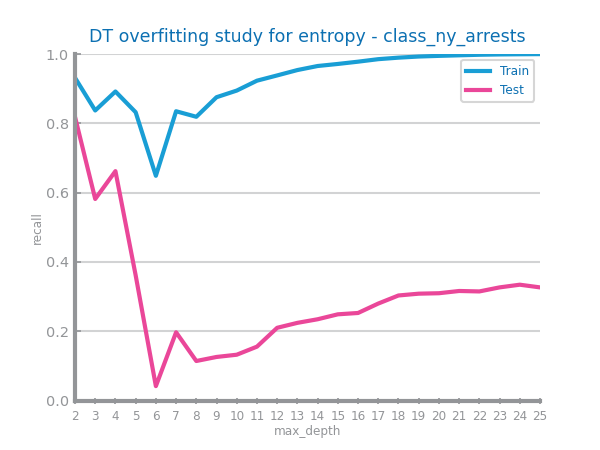 DT overfitting study for entropy - class_ny_arrests
1.0
0.8
0.6
0.4
0.2
0.0
recall
Train
Test
2 3 4 5 6 7 8 9 10 11 12 13 14 15 16 17 18 19 20 21 22 23 24 25
max_depth